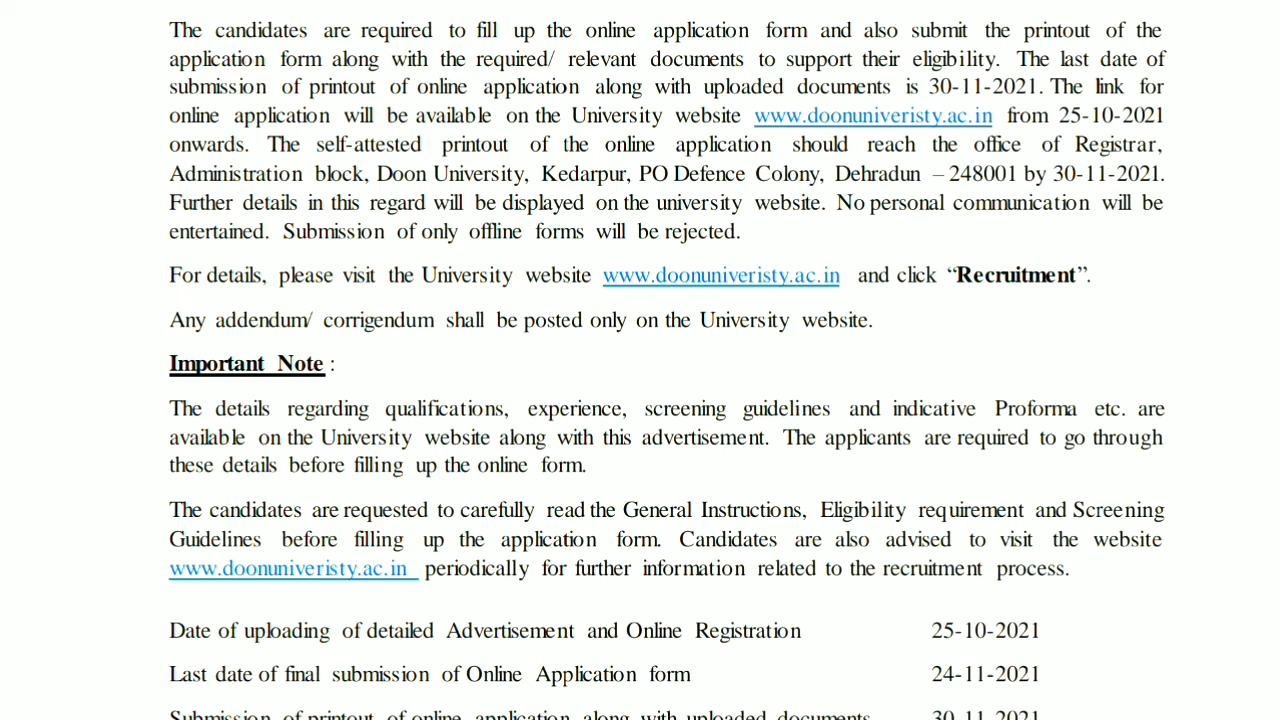 The candidates are required to fill up the online application form and also submit the printout of the
application form along with the required/ relevant documents to support their eligibility. The last date of
submission of printout of online application along with uploaded documents is 30-11-2021. The link for
online application will be available on the University website www.doonuniveristy.ac.in from 25-10-2021
onwards. The self-attested printout of the online application should reach the office of Registrar,
Administration block, Doon University, Kedarpur, PO Defence Colony, Dehradun – 248001 by 30-11-2021.
Further details in this regard will be displayed on the university website. No personal communication will be
entertained. Submission of only offline forms will be rejected.
For details, please visit the University website www.doonuniveristy.ac.in and click “Recruitment”.
Any addendum/ corrigendum shall be posted only on the University website.
Important Note :
The details regarding qualifications, experience, screening guidelines and indicative Proforma etc. are
available on the University website along with this advertisement. The applicants are required to go through
these details before filling up the online form.
The candidates are requested to carefully read the General Instructions, Eligibility requirement and Screening
Guidelines before filling up the application form. Candidates are also advised to visit the website
www.doonuniveristy.ac.in periodically for further information related to the recruitment process.
Date of uploading of detailed Advertisement and Online Registration 25-10-2021
Last date of final submission of Online Application form 24-11-2021
Submission of printout of online application along with uploaded documents 30-11-2021